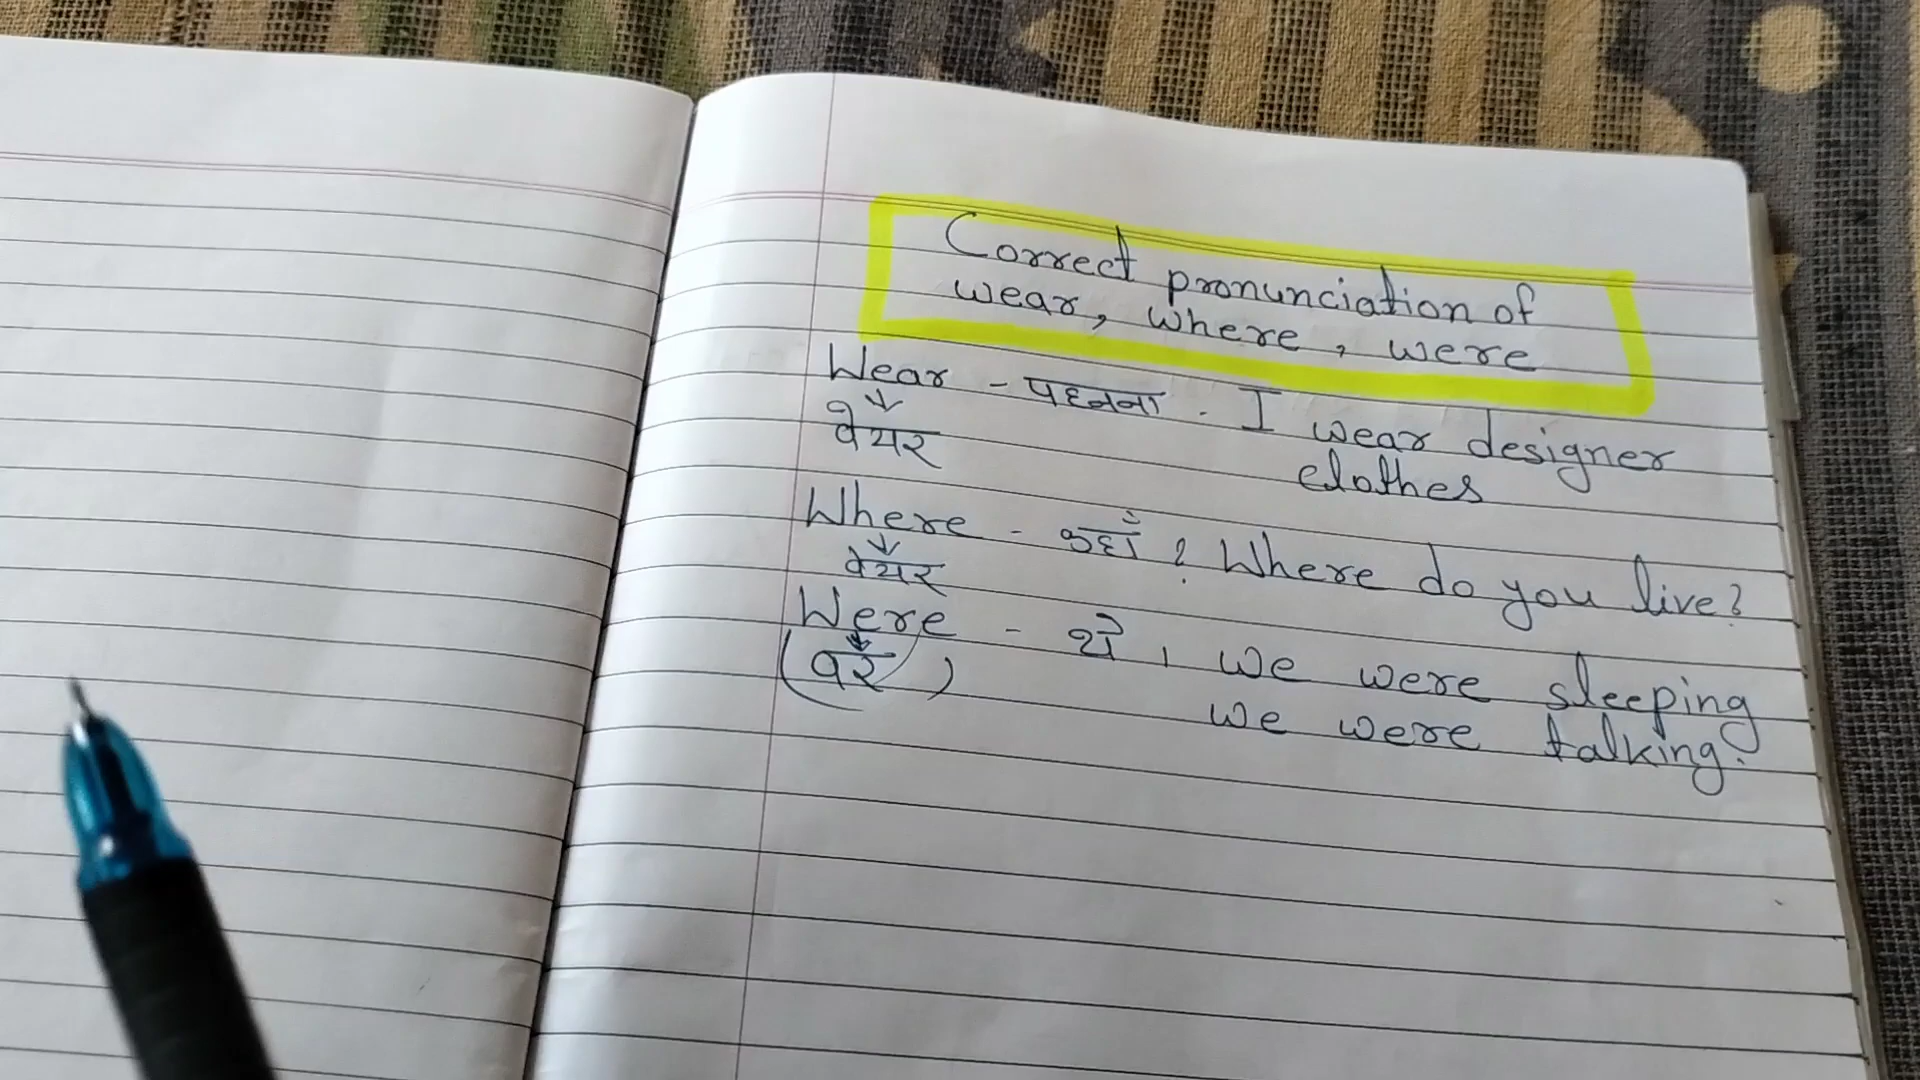 Correct pronunciation of
wear, where, were
Wear - पहनना - I wear designer
वेयर clothes
Where - कहाँ? Where do you live?
वेयर
Were - थे, we were sleeping
(वर) we were talking.